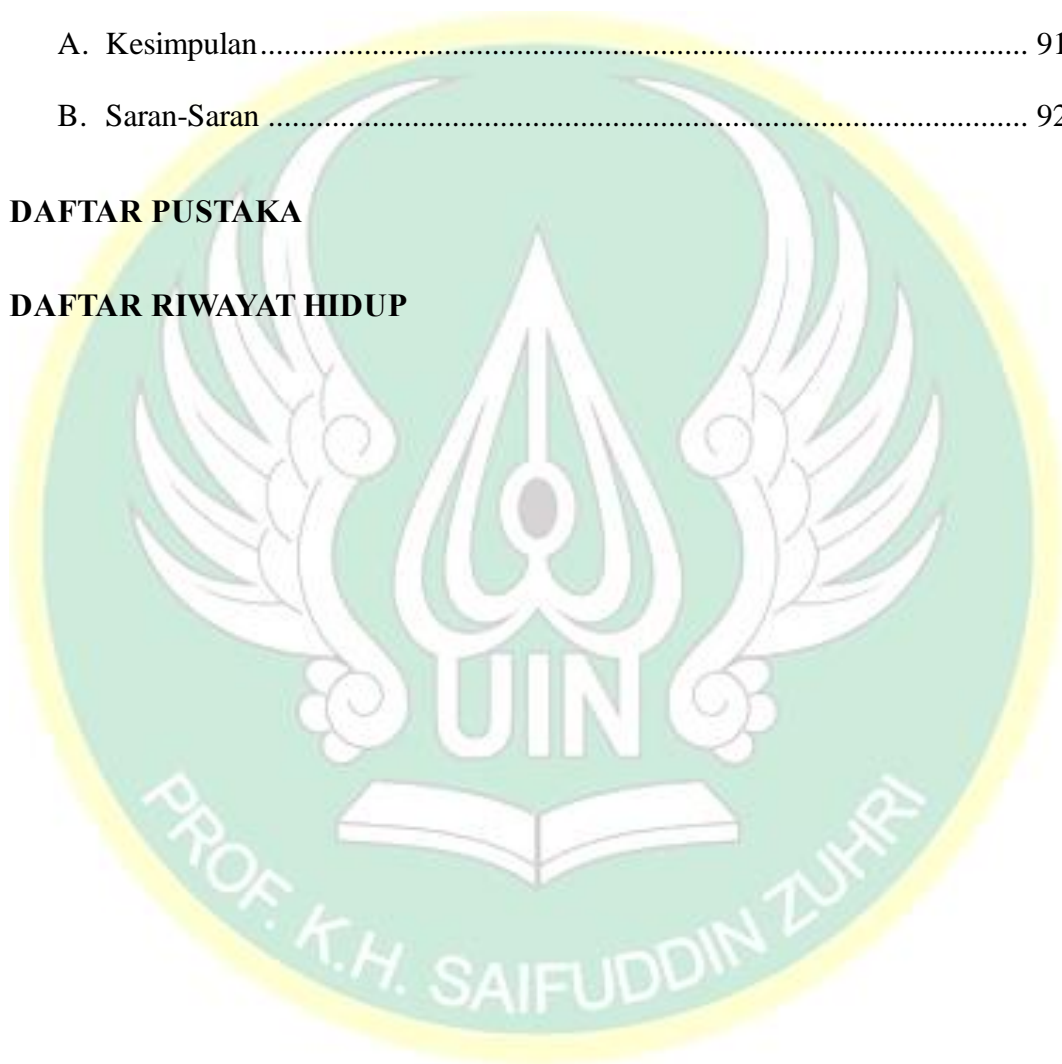 A. Kesimpulan................................................................................................ 91
B. Saran-Saran ............................................................................................... 92
DAFTAR PUSTAKA
DAFTAR RIWAYAT HIDUP
UIN
PROF. K.H. SAIFUDDIN ZUHRI